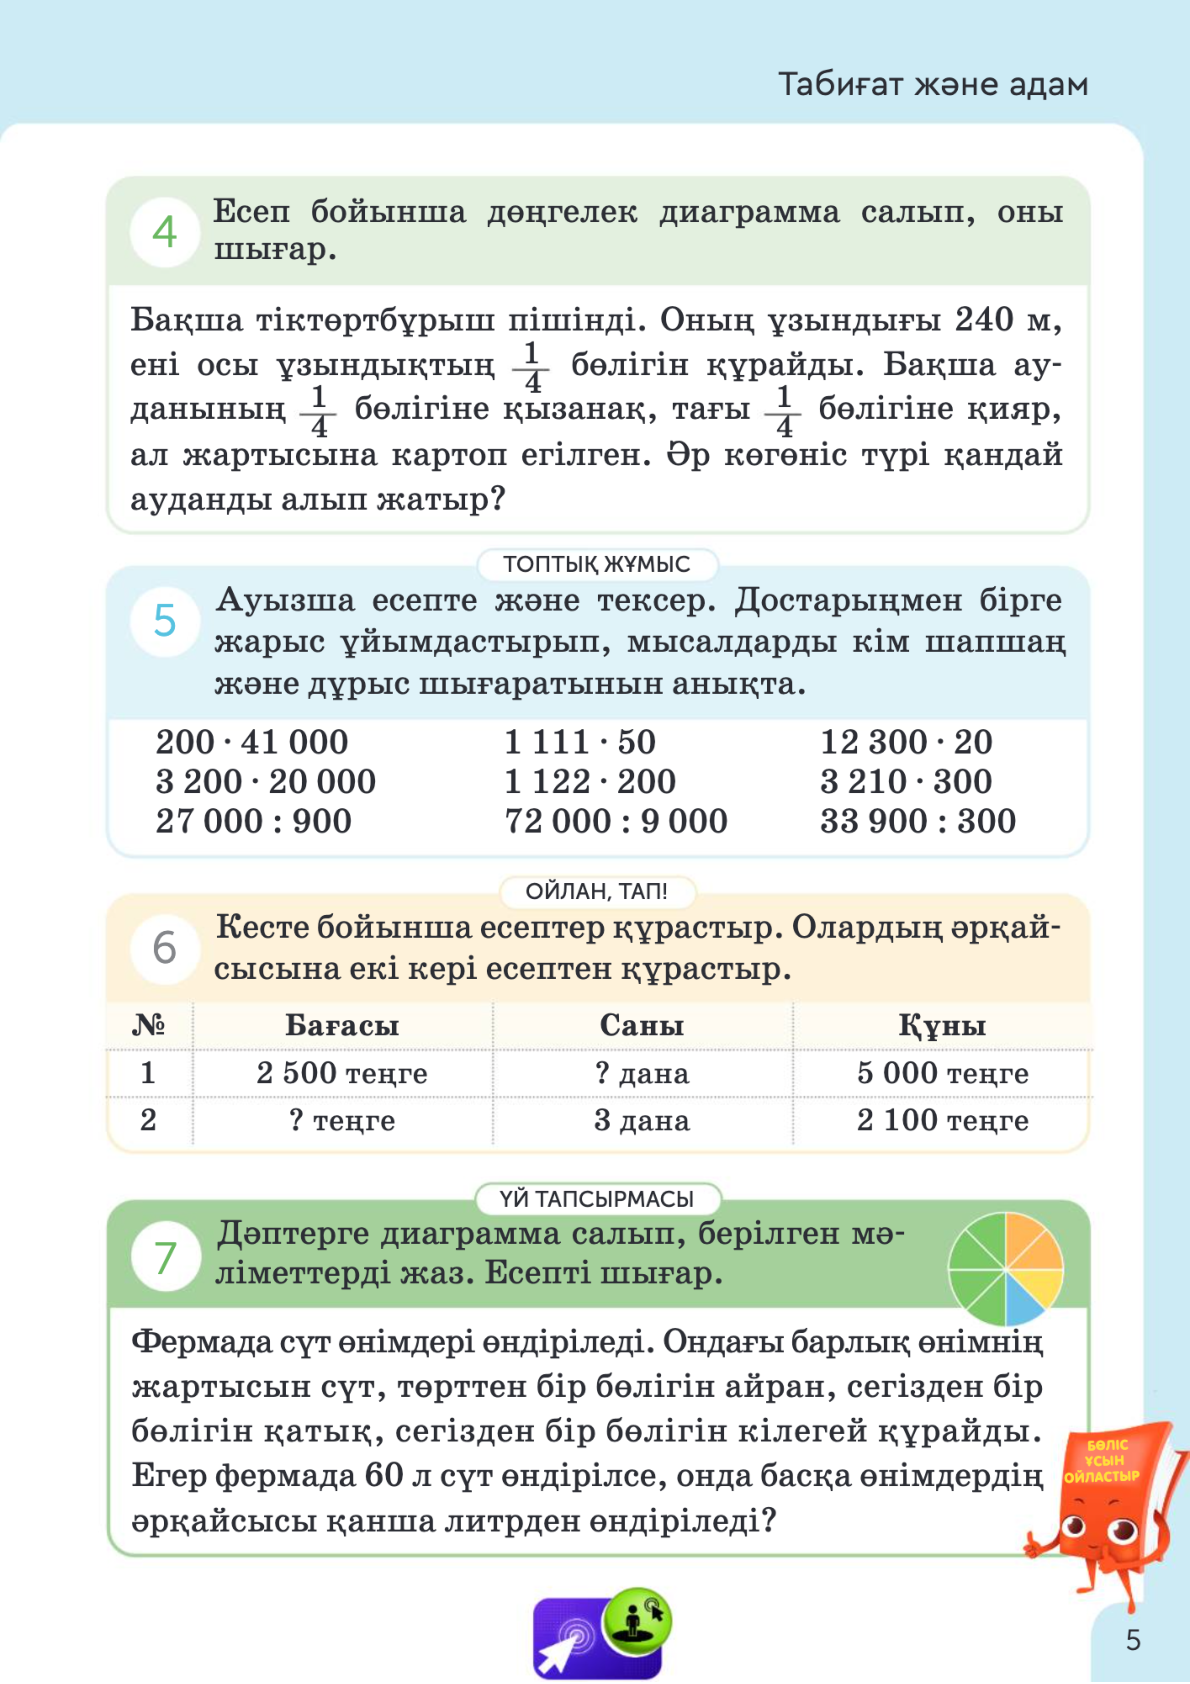 Табиғат және адам
4
Есеп бойынша дөңгелек диаграмма салып, оны
шығар.
Бақша тіктөртбұрыш пішінді. Оның ұзындығы 240 м,
ені осы ұзындықтың 1/4 бөлігін құрайды. Бақша ау-
данының 1/4 бөлігіне қызанақ, тағы 1/4 бөлігіне қияр,
ал жартысына картоп егілген. Әр көгөніс түрі қандай
ауданды алып жатыр?
ТОПТЫҚ ЖҰМЫС
5
Ауызша есепте және тексер. Достарыңмен бірге
жарыс ұйымдастырып, мысалдарды кім шапшаң
және дұрыс шығаратынын анықта.
200 · 41 000 1 111 · 50 12 300 · 20
3 200 · 20 000 1 122 · 200 3 210 · 300
27 000 : 900 72 000 : 9 000 33 900 : 300
ОЙЛАН, ТАП!
6
Кесте бойынша есептер құрастыр. Олардың әрқай-
сысына екі кері есептен құрастыр.
№ Бағасы Саны Құны
1 2 500 теңге ? дана 5 000 теңге
2 ? теңге 3 дана 2 100 теңге
ҮЙ ТАПСЫРМАСЫ
7
Дәптерге диаграмма салып, берілген мә-
ліметтерді жаз. Есепті шығар.
Фермада сүт өнімдері өндіріледі. Ондағы барлық өнімнің
жартысын сүт, төрттен бір бөлігін айран, сегізден бір
бөлігін қатық, сегізден бір бөлігін кілегей құрайды.
Егер фермада 60 л сүт өндірілсе, онда басқа өнімдердің
әрқайсысы қанша литрден өндіріледі?
БӨЛІС
ҰСЫН
ОЙЛАСТЫР
5